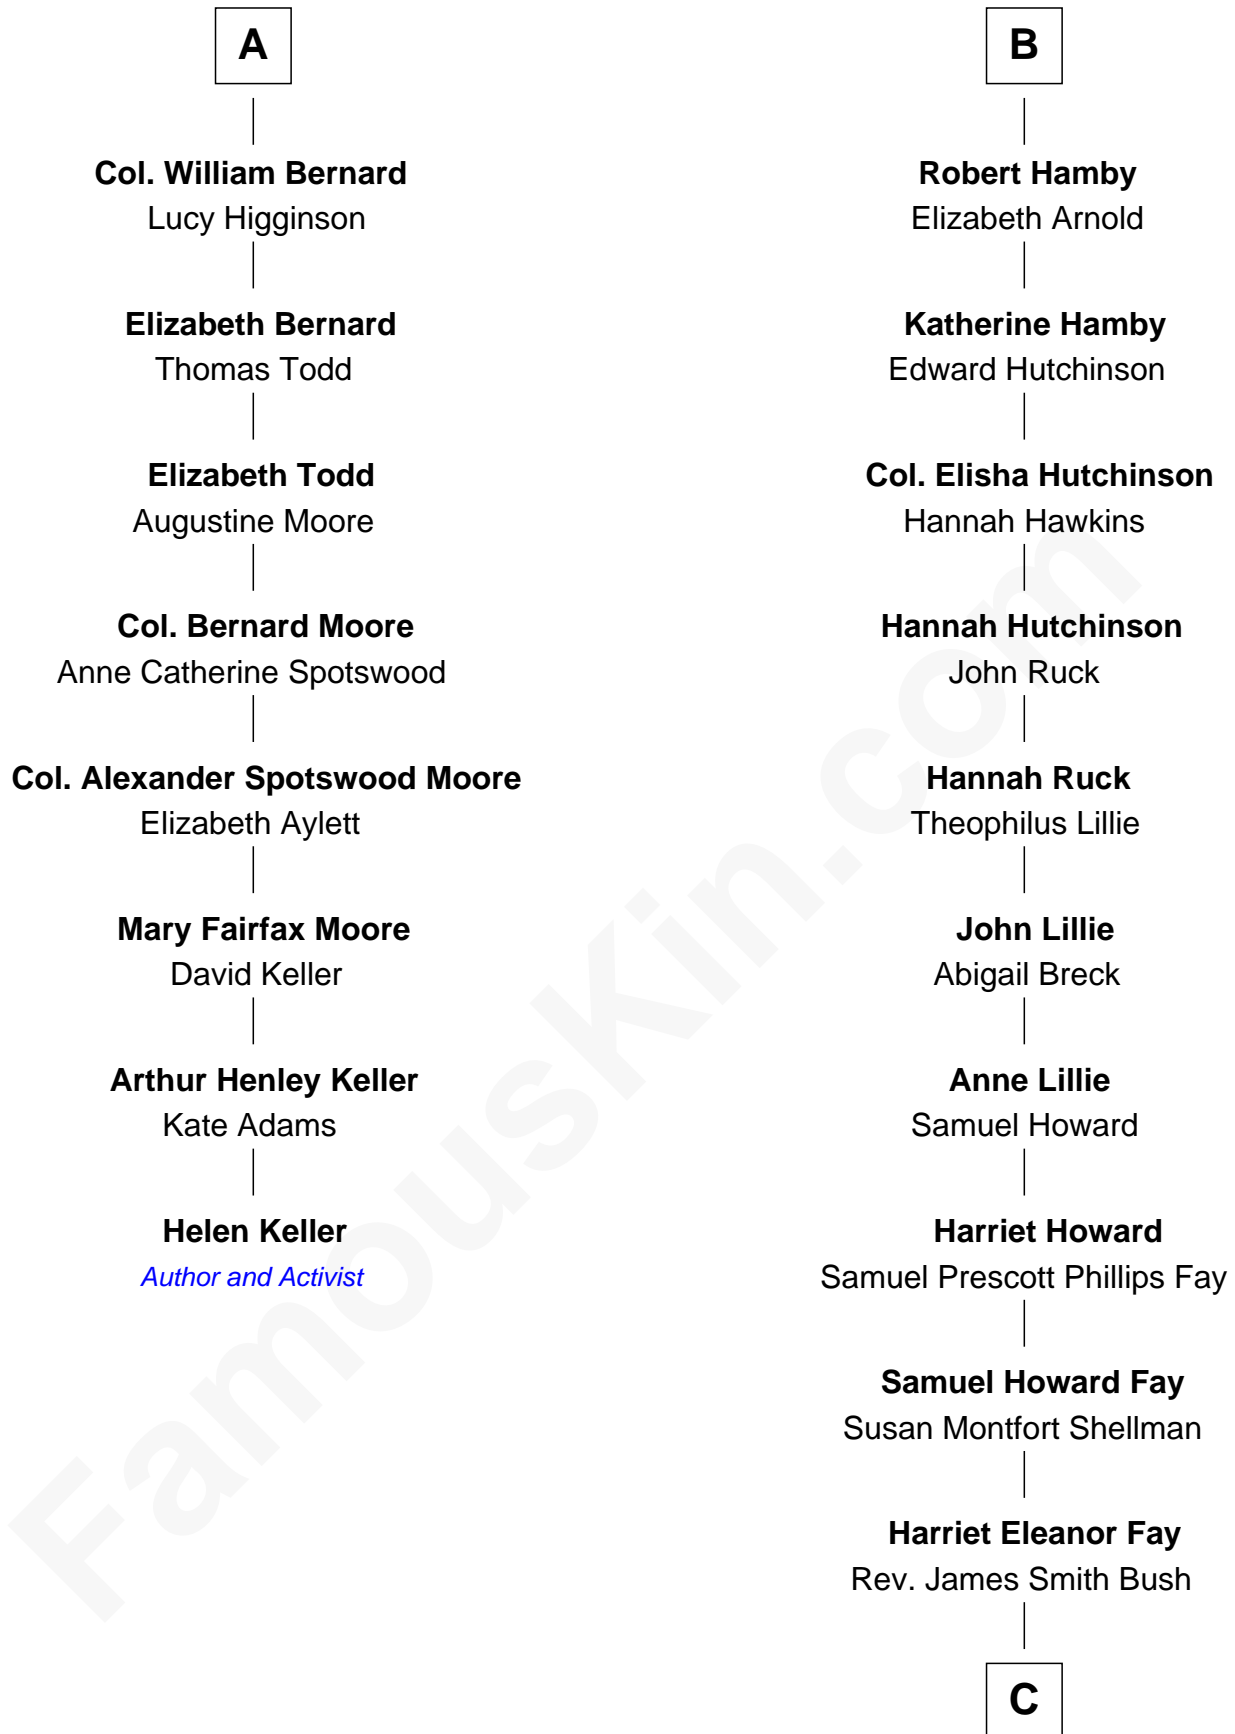 A
Col. William Bernard
Lucy Higginson
Elizabeth Bernard
Thomas Todd
Elizabeth Todd
Augustine Moore
Col. Bernard Moore
Anne Catherine Spotswood
Col. Alexander Spotswood Moore
Elizabeth Aylett
Mary Fairfax Moore
David Keller
Arthur Henley Keller
Kate Adams
Helen Keller
Author and Activist
B
Robert Hamby
Elizabeth Arnold
Katherine Hamby
Edward Hutchinson
Col. Elisha Hutchinson
Hannah Hawkins
Hannah Hutchinson
John Ruck
Hannah Ruck
Theophilus Lillie
John Lillie
Abigail Breck
Anne Lillie
Samuel Howard
Harriet Howard
Samuel Prescott Phillips Fay
Samuel Howard Fay
Susan Montfort Shellman
Harriet Eleanor Fay
Rev. James Smith Bush
C
FamousKin.com